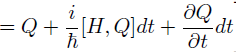 = Q + \frac{i}{\hbar}[H, Q]dt + \frac{\partial Q}{\partial t}dt